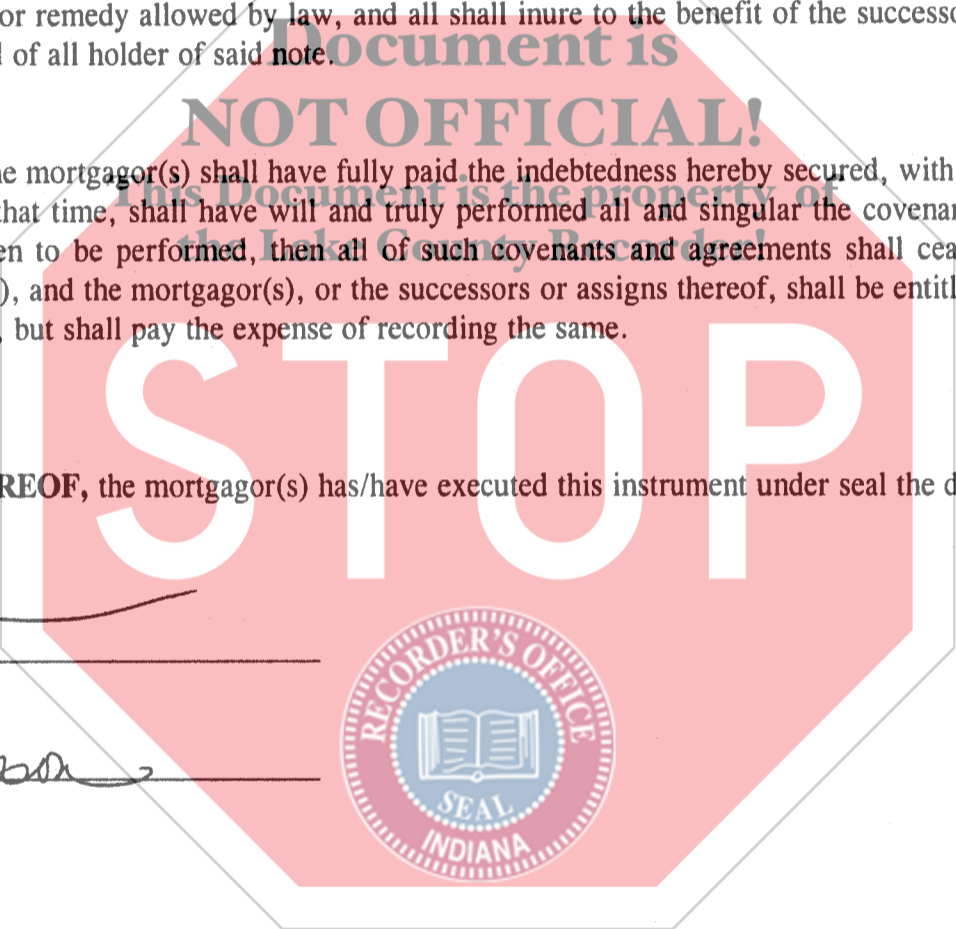 or remedy allowed by law, and all shall inure to the benefit of the successo
of all holder of said note.
Document is
NOT OFFICIAL!
e mortgagor(s) shall have fully paid the indebtedness hereby secured, with
This Document is the property of
that time, shall have will and truly performed all and singular the covenan
the Lake County Recorder!
en to be performed, then all of such covenants and agreements shall cea
), and the mortgagor(s), or the successors or assigns thereof, shall be entitl
, but shall pay the expense of recording the same.
STOP
REOF, the mortgagor(s) has/have executed this instrument under seal the d
RECORDER'S OFFICE
SEAL
INDIANA